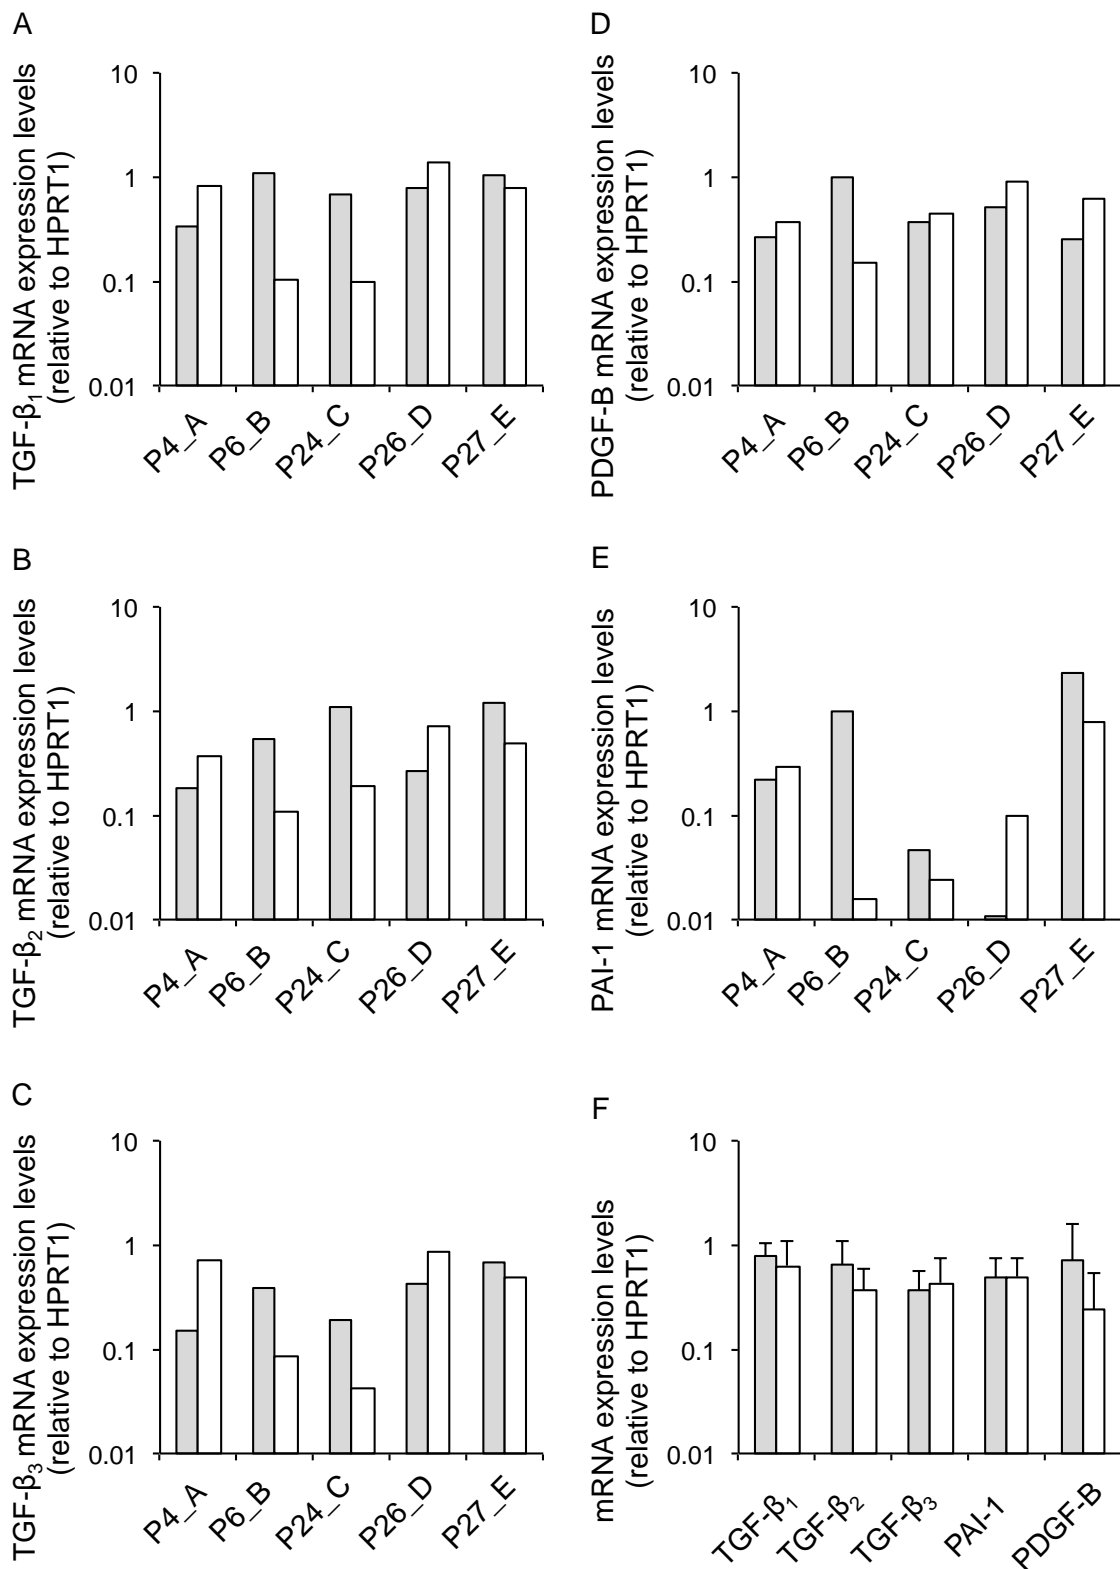 A
TGF-β₁ mRNA expression levels
(relative to HPRT1)
10
1
0.1
0.01
P4_A
P6_B
P24_C
P26_D
P27_E
B
TGF-β₂ mRNA expression levels
(relative to HPRT1)
10
1
0.1
0.01
P4_A
P6_B
P24_C
P26_D
P27_E
C
TGF-β₃ mRNA expression levels
(relative to HPRT1)
10
1
0.1
0.01
P4_A
P6_B
P24_C
P26_D
P27_E
D
PDGF-B mRNA expression levels
(relative to HPRT1)
10
1
0.1
0.01
P4_A
P6_B
P24_C
P26_D
P27_E
E
PAI-1 mRNA expression levels
(relative to HPRT1)
10
1
0.1
0.01
P4_A
P6_B
P24_C
P26_D
P27_E
F
mRNA expression levels
(relative to HPRT1)
10
1
0.1
0.01
TGF-β₁
TGF-β₂
TGF-β₃
PAI-1
PDGF-B